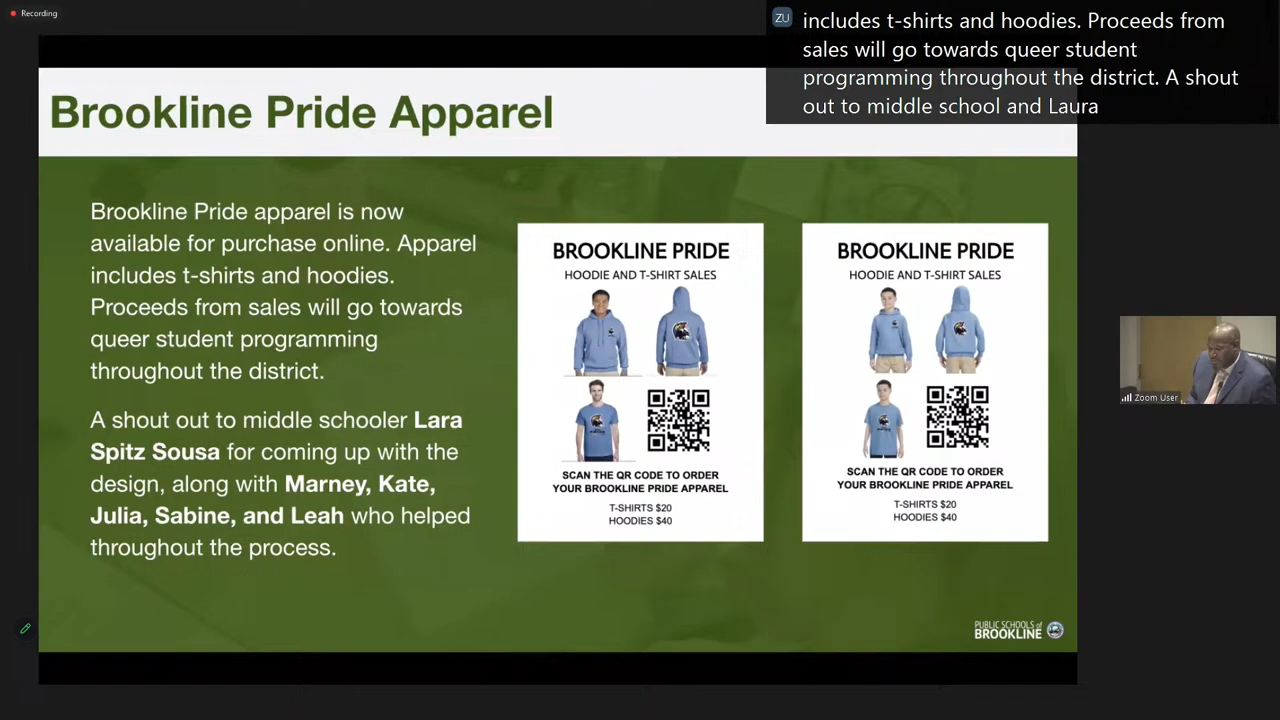 Recording
ZU
includes t-shirts and hoodies. Proceeds from
sales will go towards queer student
programming throughout the district. A shout
out to middle school and Laura
Brookline Pride Apparel
Brookline Pride apparel is now
available for purchase online. Apparel
includes t-shirts and hoodies.
Proceeds from sales will go towards
queer student programming
throughout the district.
A shout out to middle schooler Lara
Spitz Sousa for coming up with the
design, along with Marney, Kate,
Julia, Sabine, and Leah who helped
throughout the process.
BROOKLINE PRIDE
HOODIE AND T-SHIRT SALES
SCAN THE QR CODE TO ORDER
YOUR BROOKLINE PRIDE APPAREL
T-SHIRTS $20
HOODIES $40
BROOKLINE PRIDE
HOODIE AND T-SHIRT SALES
SCAN THE QR CODE TO ORDER
YOUR BROOKLINE PRIDE APPAREL
T-SHIRTS $20
HOODIES $40
Zoom User
PUBLIC SCHOOLS of
BROOKLINE